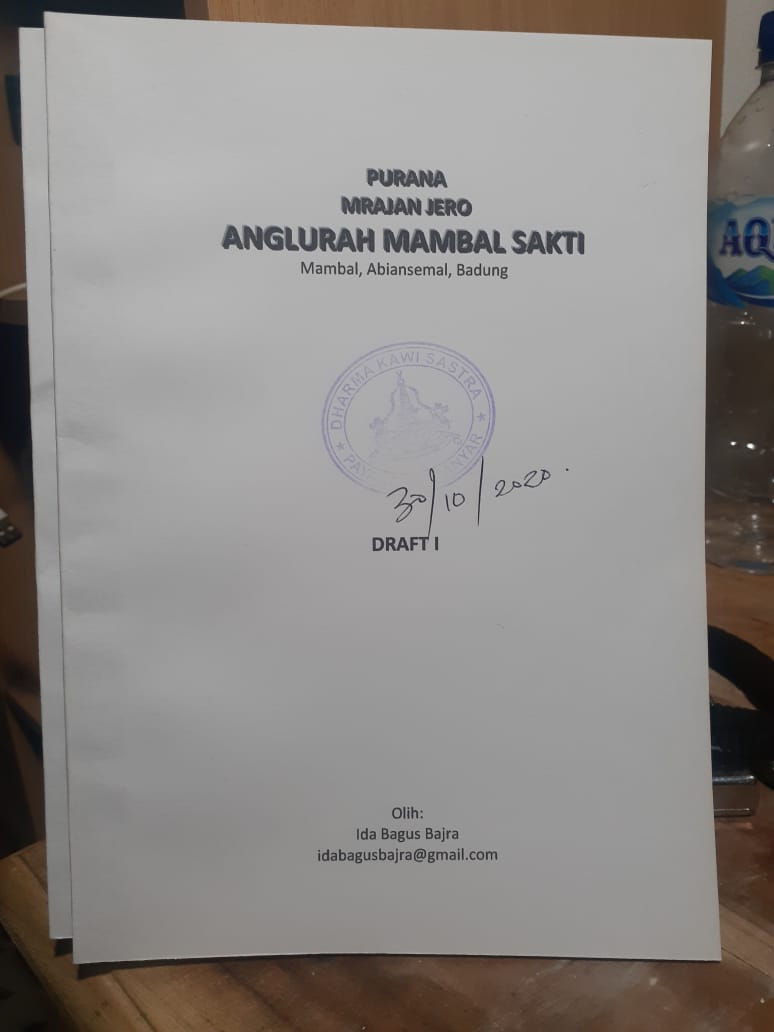 PURANA
MRAJAN JERO
ANGLURAH MAMBAL SAKTI
Mambal, Abiansemal, Badung
DHARMA KAWI SASTRA
30/10/2020.
DRAFT I
Olih:
Ida Bagus Bajra
idabagusbajra@gmail.com
AQ